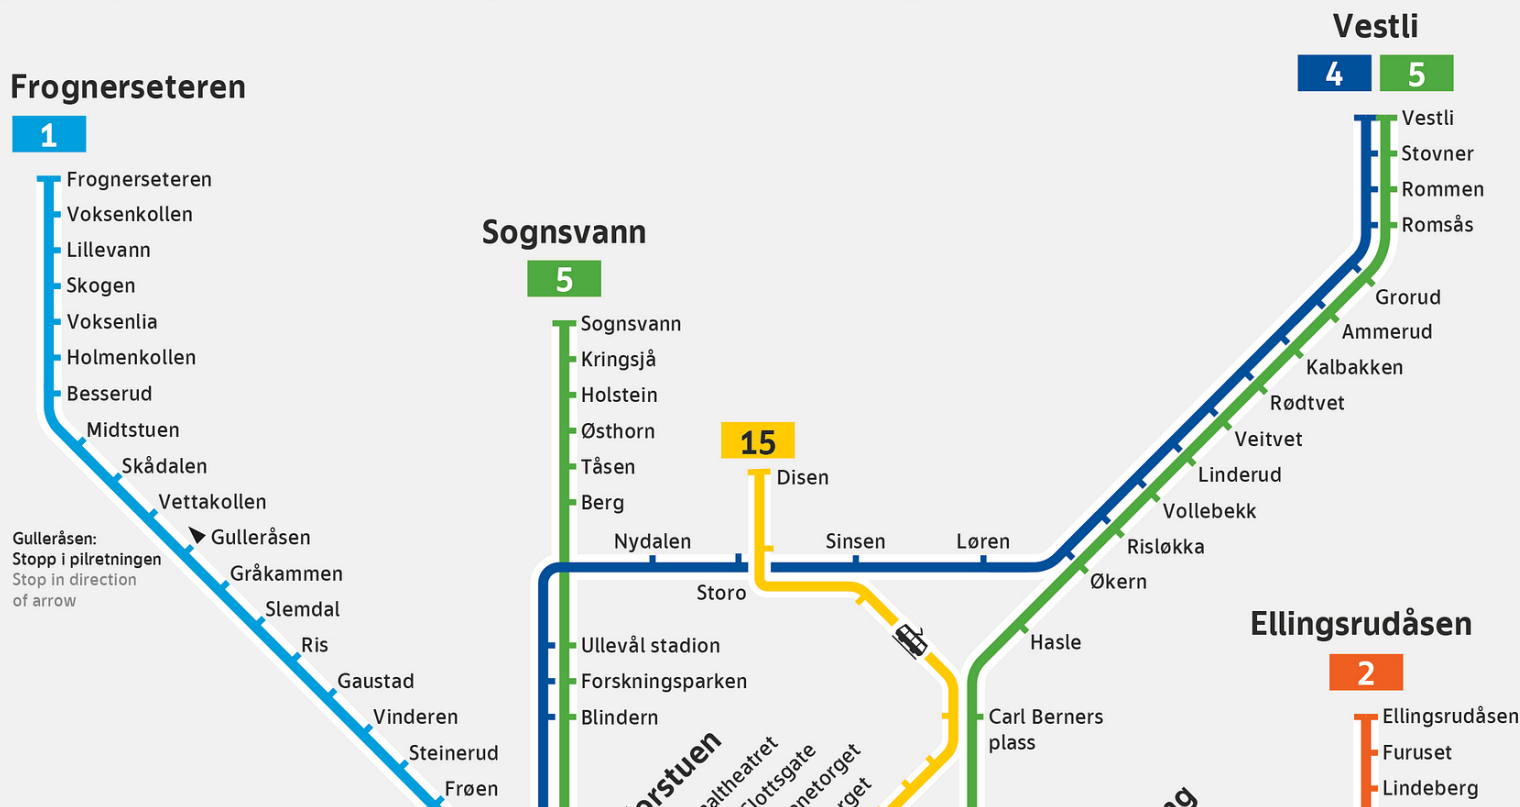 Frognerseteren
1
Frognerseteren
Voksenkollen
Lillevann
Skogen
Voksenlia
Holmenkollen
Besserud
Midtstuen
Skådalen
Vettakollen
Gulleråsen
Gulleråsen:
Stopp i pilretningen
Stop in direction
of arrow
Gråkammen
Slemdal
Ris
Gaustad
Vinderen
Steinerud
Frøen
Sognsvann
5
Sognsvann
Kringsjå
Holstein
Østhorn
Tåsen
Berg
Ullevål stadion
Forskningsparken
Blindern
15
Disen
Nydalen
Storo
Sinsen
Løren
Vestli
4
5
Vestli
Stovner
Rommen
Romsås
Grorud
Ammerud
Kalbakken
Rødtvet
Veitvet
Linderud
Vollebekk
Risløkka
Økern
Hasle
Carl Berners
plass
Ellingsrudåsen
2
Ellingsrudåsen
Furuset
Lindeberg